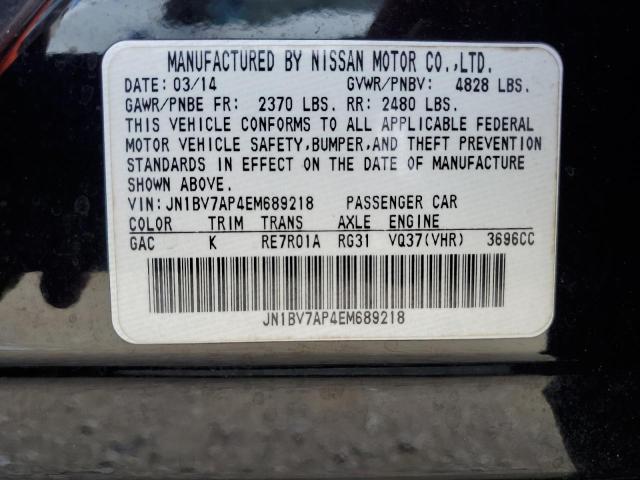 MANUFACTURED BY NISSAN MOTOR CO.,LTD.
DATE: 03/14 GVWR/PNBV: 4828 LBS.
GAWR/PNBE FR: 2370 LBS. RR: 2480 LBS.
THIS VEHICLE CONFORMS TO ALL APPLICABLE FEDERAL
MOTOR VEHICLE SAFETY, BUMPER,AND THEFT PREVENTION
STANDARDS IN EFFECT ON THE DATE OF MANUFACTURE
SHOWN ABOVE.
VIN: JN1BV7AP4EM689218 PASSENGER CAR
COLOR TRIM TRANS AXLE ENGINE
GAC K RE7R01A RG31 VQ37(VHR) 3696CC
JN1BV7AP4EM689218